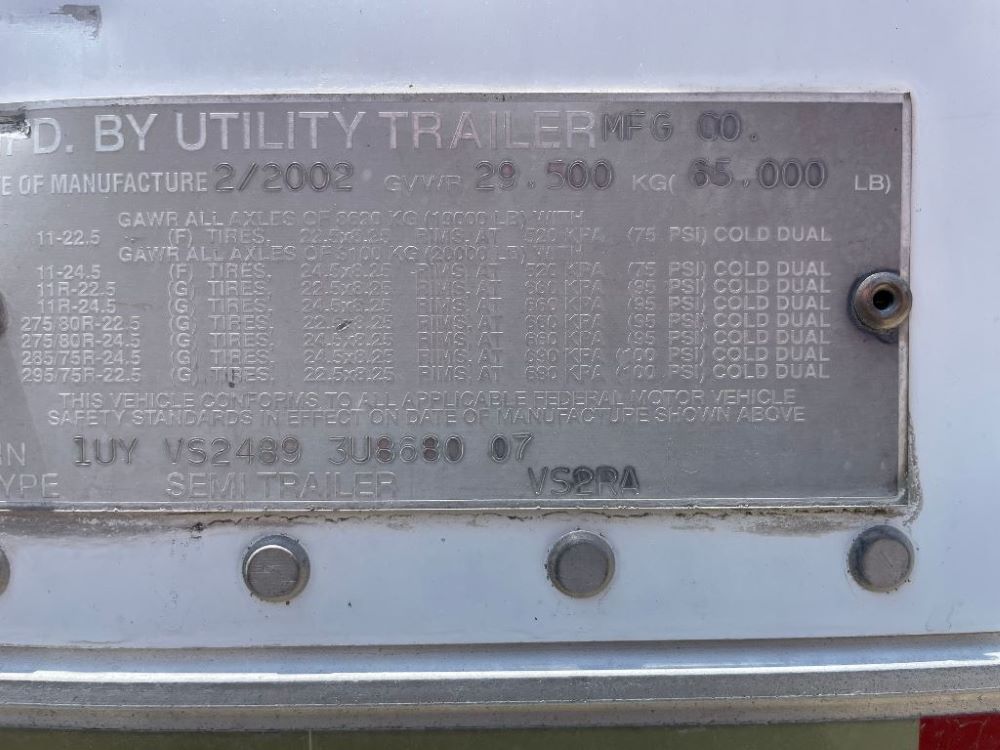 FD. BY UTILITY TRAILER MFG CO.
E OF MANUFACTURE 2/2002 GVWR 29,500 KG( 65,000 LB)
GAWR ALL AXLES OF 8620 KG (19000 LB) WITH
11-22.5 (F) TIRES. 22.5x8.25 RIMS. AT 520 KPA (75 PSI) COLD DUAL
GAWR ALL AXLES OF 9100 KG (20000 LB) WITH
11-24.5 (F) TIRES. 24.5x8.25 RIMS. AT 520 KPA (75 PSI) COLD DUAL
11R-22.5 (G) TIRES. 22.5x8.25 RIMS. AT 660 KPA (95 PSI) COLD DUAL
11R-24.5 (G) TIRES. 24.5x8.25 RIMS. AT 660 KPA (95 PSI) COLD DUAL
275 80R-22.5 (G) TIRES. 22.5x8.25 RIMS. AT 660 KPA (95 PSI) COLD DUAL
275 80R-24.5 (G) TIRES. 24.5x8.25 RIMS. AT 660 KPA (95 PSI) COLD DUAL
285/75R-24.5 (G) TIRES. 24.5x8.25 RIMS. AT 690 KPA (100 PSI) COLD DUAL
295/75R-22.5 (G) TIRES. 22.5x8.25 RIMS. AT 690 KPA (100 PSI) COLD DUAL
THIS VEHICLE CONFORMS TO ALL APPLICABLE FEDERAL MOTOR VEHICLE
SAFETY STANDARDS IN EFFECT ON DATE OF MANUFACTURE SHOWN ABOVE
IN 1UY VS2489 3U8680 07
YPE SEMI TRAILER VS2RA